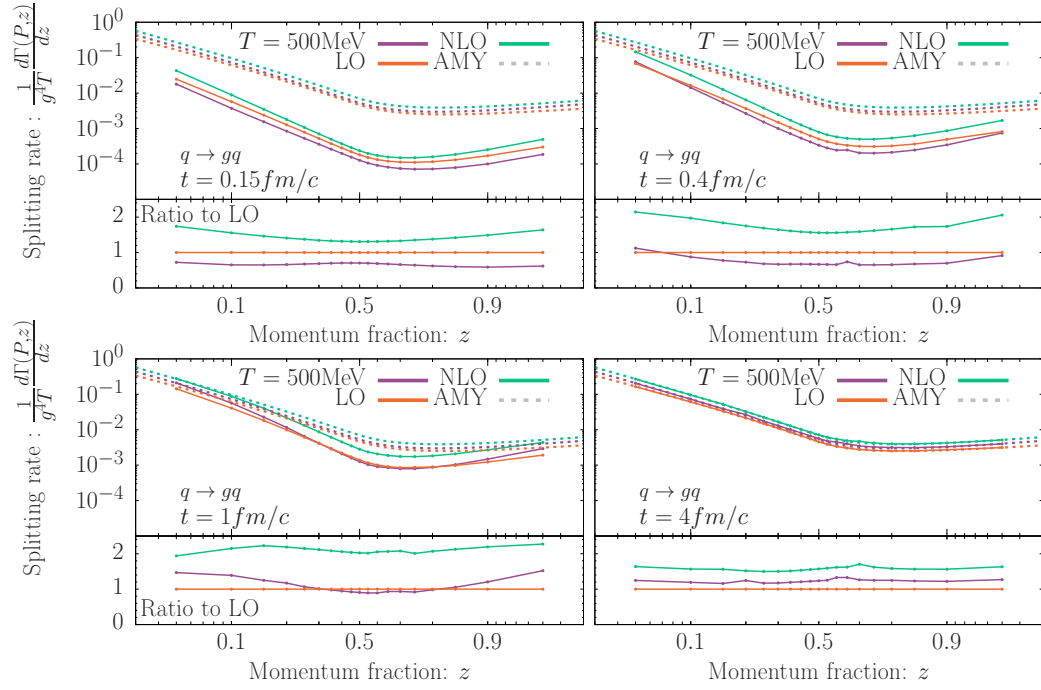 Splitting rate : 1/g⁴T dΓ(P,z)/dz
10⁰
10⁻¹
10⁻²
10⁻³
10⁻⁴
T = 500MeV NLO
LO AMY
q → gq
t = 0.15fm/c
T = 500MeV NLO
LO AMY
q → gq
t = 0.4fm/c
Ratio to LO
2
1
0
0.1 0.5 0.9
Momentum fraction: z
0.1 0.5 0.9
Momentum fraction: z
Splitting rate : 1/g⁴T dΓ(P,z)/dz
10⁰
10⁻¹
10⁻²
10⁻³
10⁻⁴
T = 500MeV NLO
LO AMY
q → gq
t = 1fm/c
T = 500MeV NLO
LO AMY
q → gq
t = 4fm/c
2
1
0
Ratio to LO
0.1 0.5 0.9
Momentum fraction: z
0.1 0.5 0.9
Momentum fraction: z